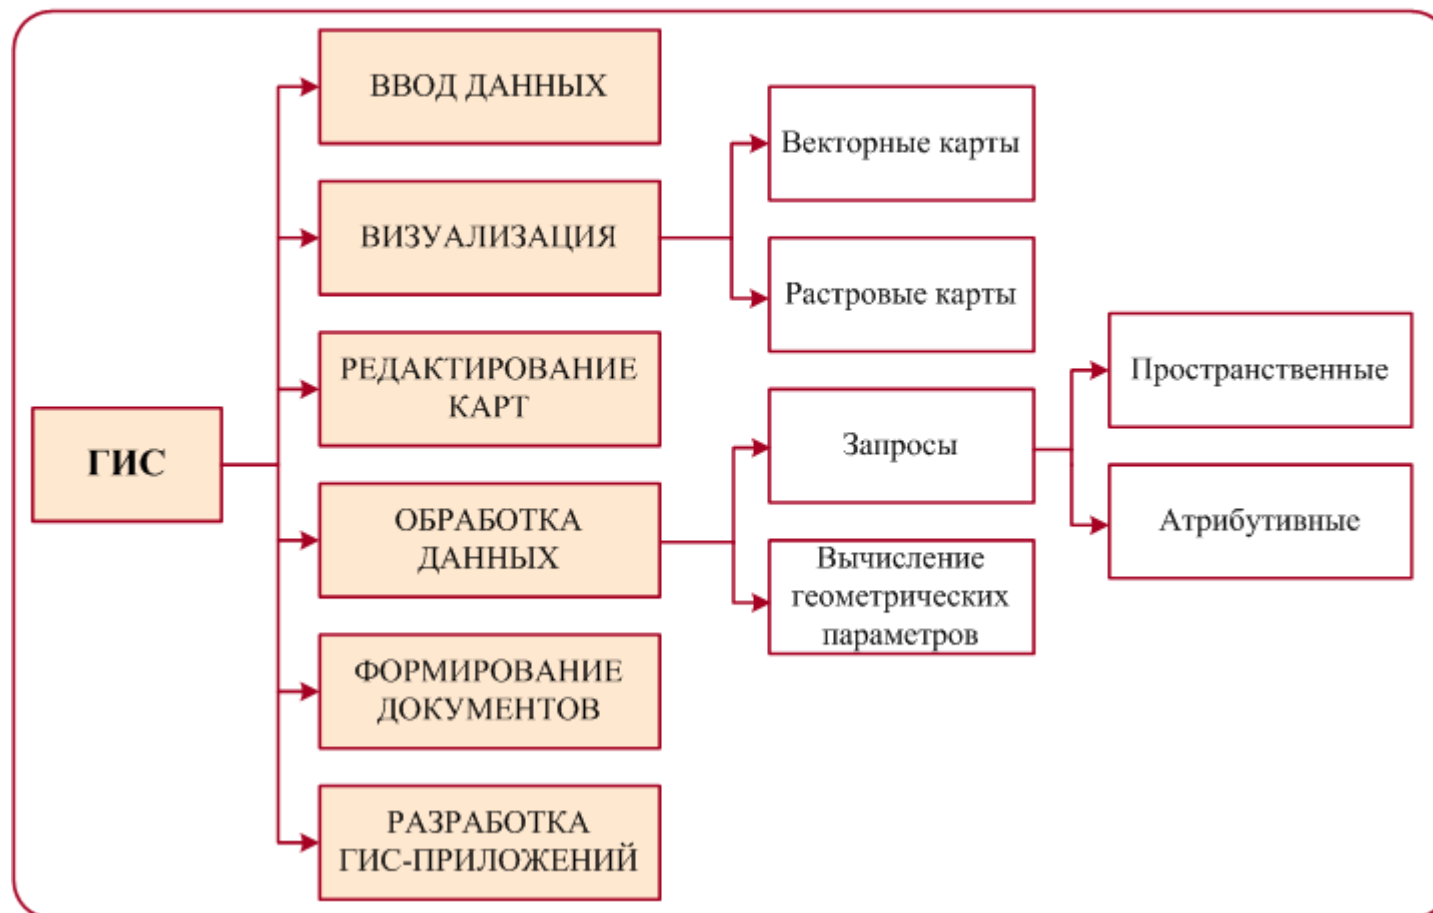 ГИС
ВВОД ДАННЫХ
ВИЗУАЛИЗАЦИЯ
РЕДАКТИРОВАНИЕ
КАРТ
ОБРАБОТКА
ДАННЫХ
ФОРМИРОВАНИЕ
ДОКУМЕНТОВ
РАЗРАБОТКА
ГИС-ПРИЛОЖЕНИЙ
Векторные карты
Растровые карты
Запросы
Вычисление
геометрических
параметров
Пространственные
Атрибутивные